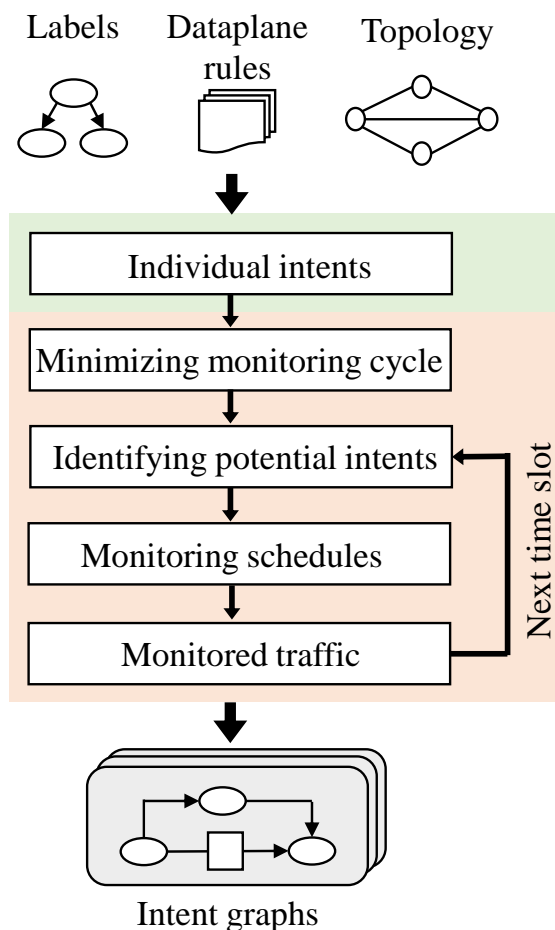 Labels
Dataplane
rules
Topology
Individual intents
Minimizing monitoring cycle
Identifying potential intents
Monitoring schedules
Monitored traffic
Next time slot
Intent graphs